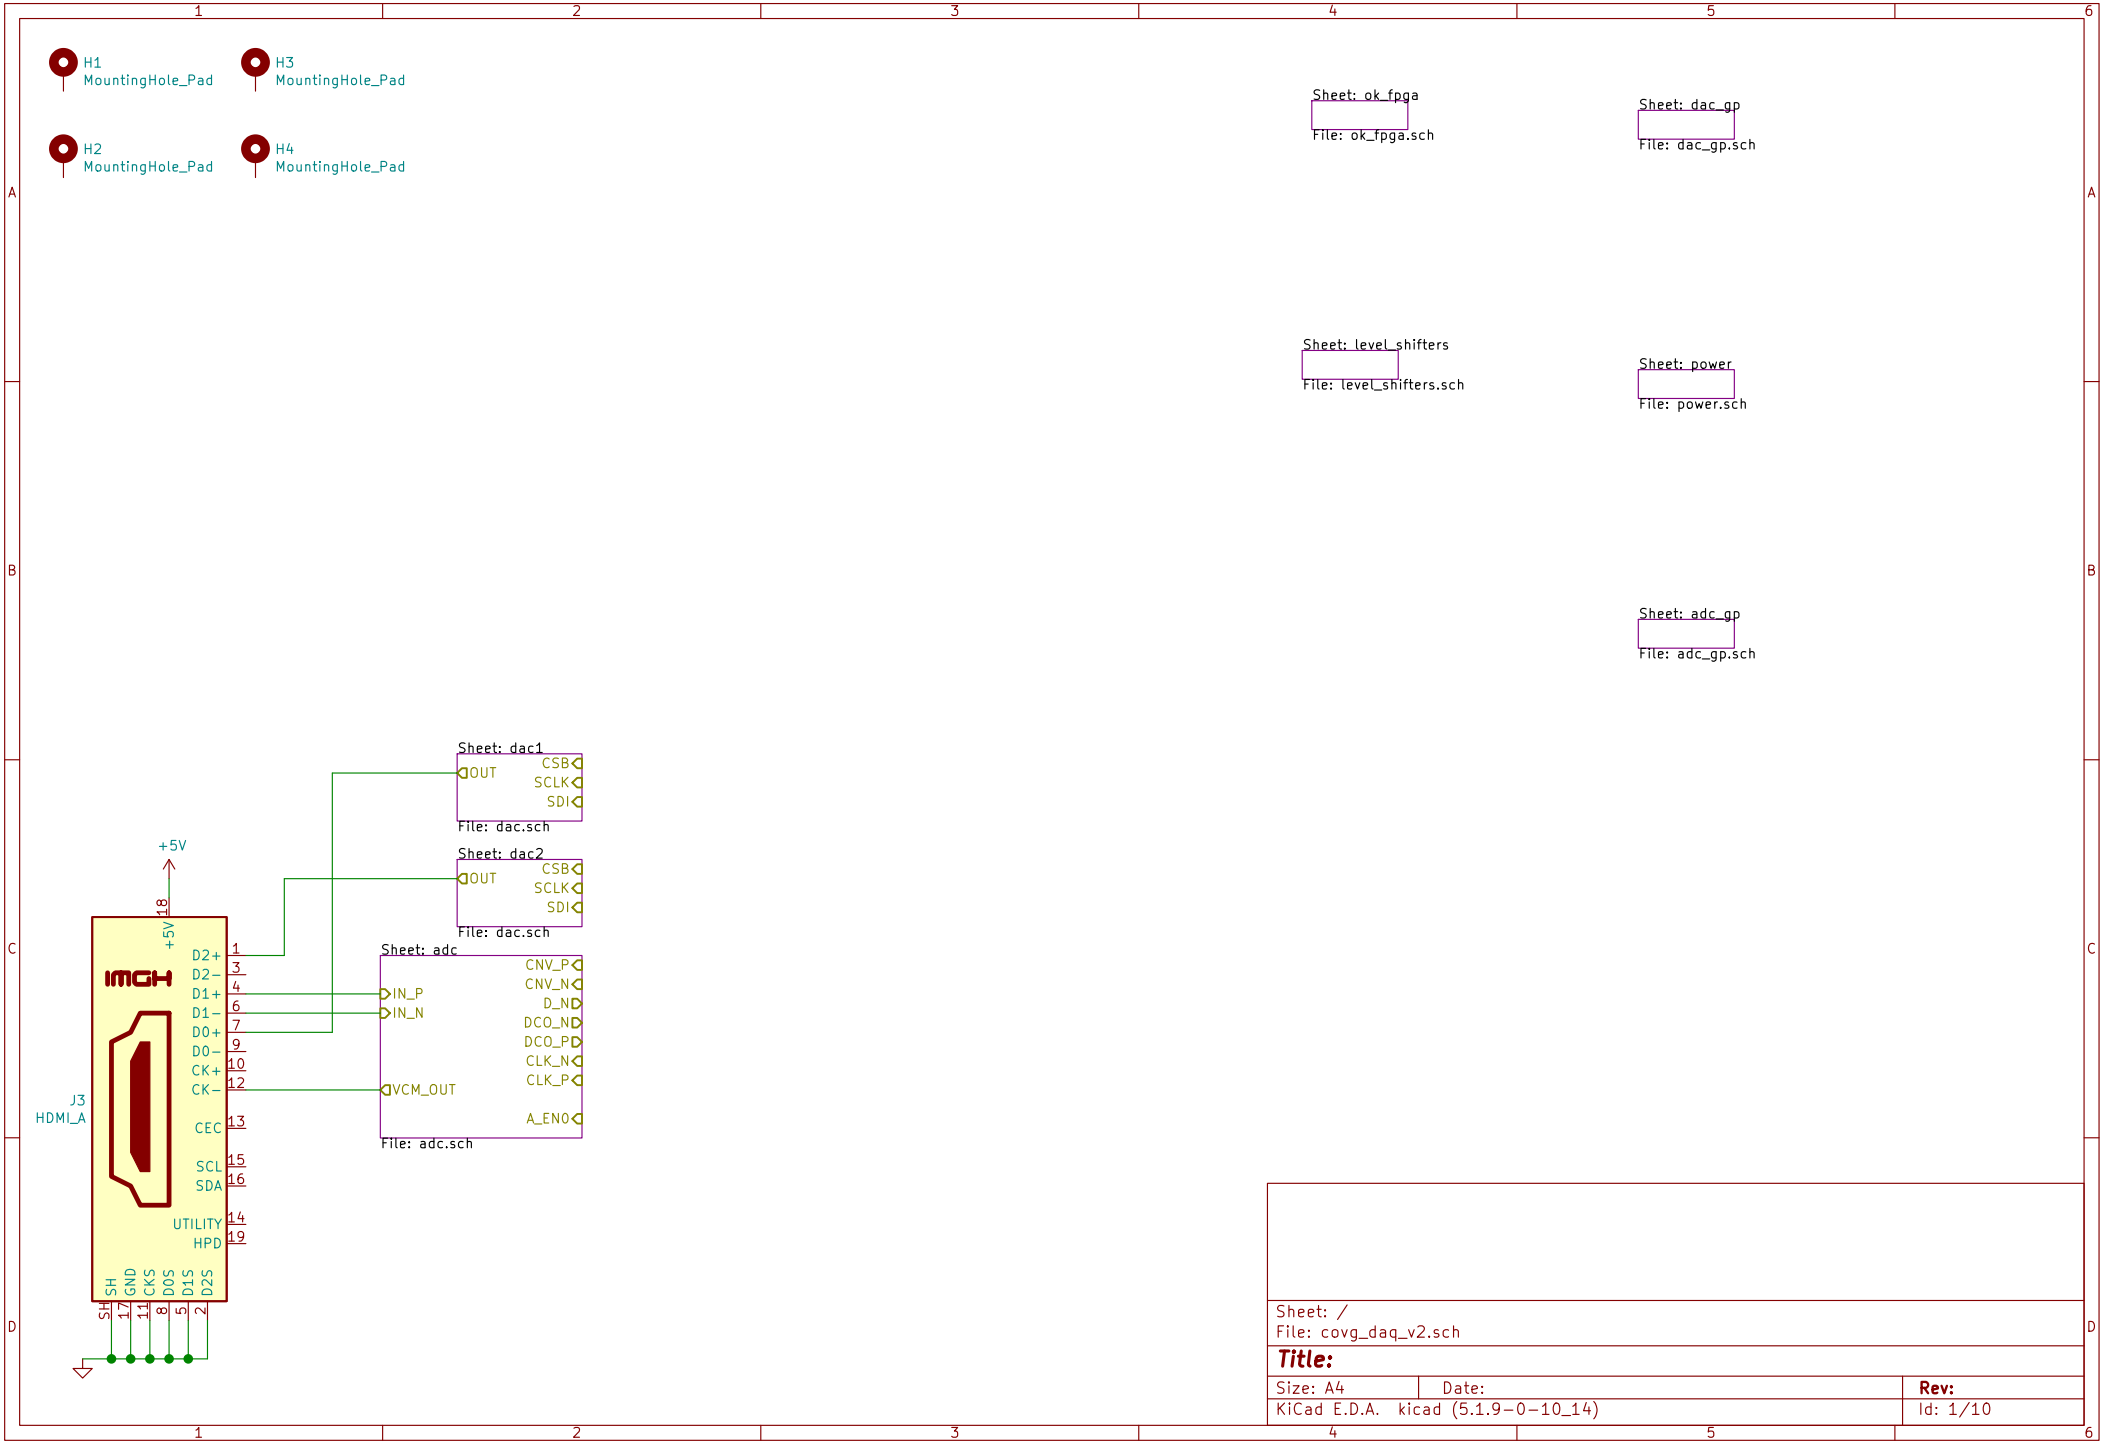 1 2 3 4 5 6
H1
MountingHole_Pad
H3
MountingHole_Pad
Sheet: ok_fpga
File: ok_fpga.sch
Sheet: dac_gp
File: dac_gp.sch
H2
MountingHole_Pad
H4
MountingHole_Pad
A
A
Sheet: level_shifters
File: level_shifters.sch
Sheet: power
File: power.sch
B
B
Sheet: adc_gp
File: adc_gp.sch
Sheet: dac1
OUT
CSB
SCLK
SDI
File: dac.sch
Sheet: dac2
OUT
CSB
SCLK
SDI
File: dac.sch
C
C
Sheet: adc
IN_P
IN_N
VCM_OUT
CNV_P
CNV_N
D_N
DCO_N
DCO_P
CLK_N
CLK_P
A_EN0
File: adc.sch
+5V
18
+5V
HDMI
D2+ 1
D2- 3
D1+ 4
D1- 6
D0+ 7
D0- 9
CK+ 10
CK- 12
J3
HDMI_A
CEC 13
SCL 15
SDA 16
UTILITY 14
HPD 19
SH GND CKS D0S D1S D2S
SH 17 11 8 5 2
D
D
Sheet: /
File: covg_daq_v2.sch
Title:
Size: A4
Date:
Rev:
KiCad E.D.A. kicad (5.1.9-0-10_14)
Id: 1/10
1 2 3 4 5 6